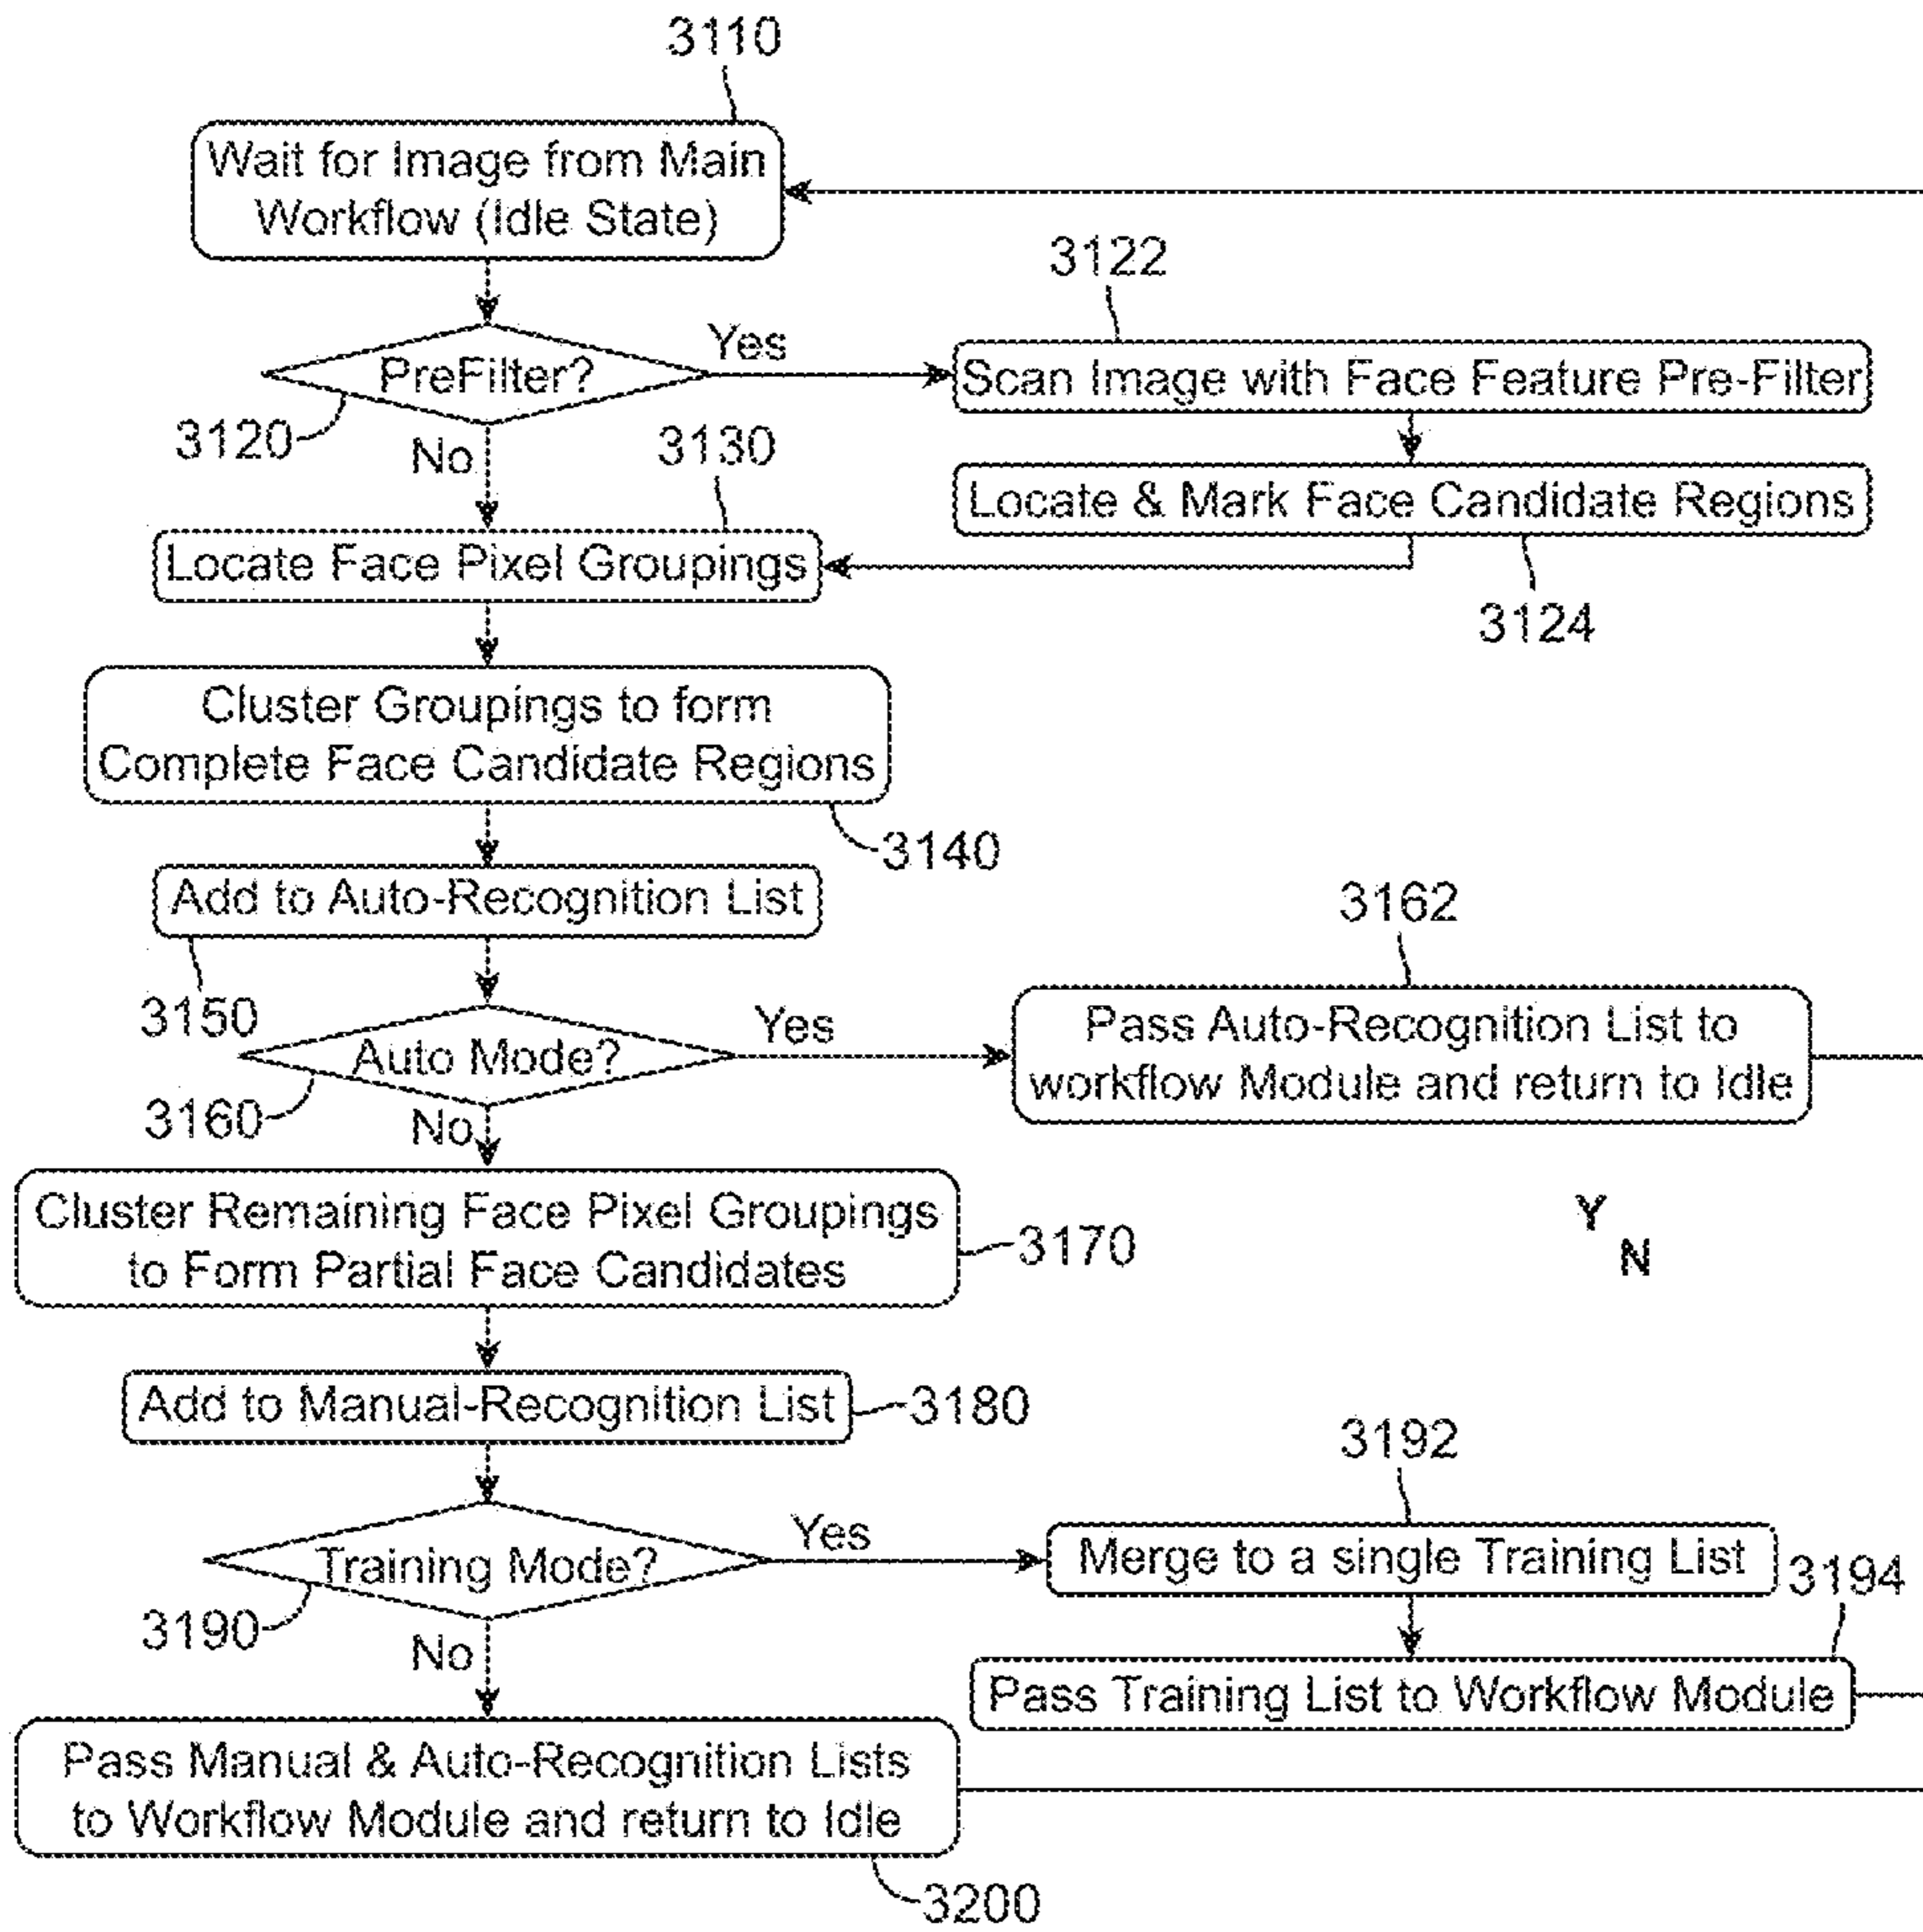 3110
Wait for Image from Main
Workflow (Idle State)
3122
PreFilter?
Yes
Scan Image with Face Feature Pre-Filter
3120
No
3130
Locate & Mark Face Candidate Regions
Locate Face Pixel Groupings
3124
Cluster Groupings to form
Complete Face Candidate Regions
3140
Add to Auto-Recognition List
3162
3150
Auto Mode?
Yes
Pass Auto-Recognition List to
workflow Module and return to Idle
3160
No
Cluster Remaining Face Pixel Groupings
to Form Partial Face Candidates
3170
Y
N
Add to Manual-Recognition List
3180
3192
Training Mode?
Yes
Merge to a single Training List
3194
3190
No
Pass Training List to Workflow Module
Pass Manual & Auto-Recognition Lists
to Workflow Module and return to Idle
3200